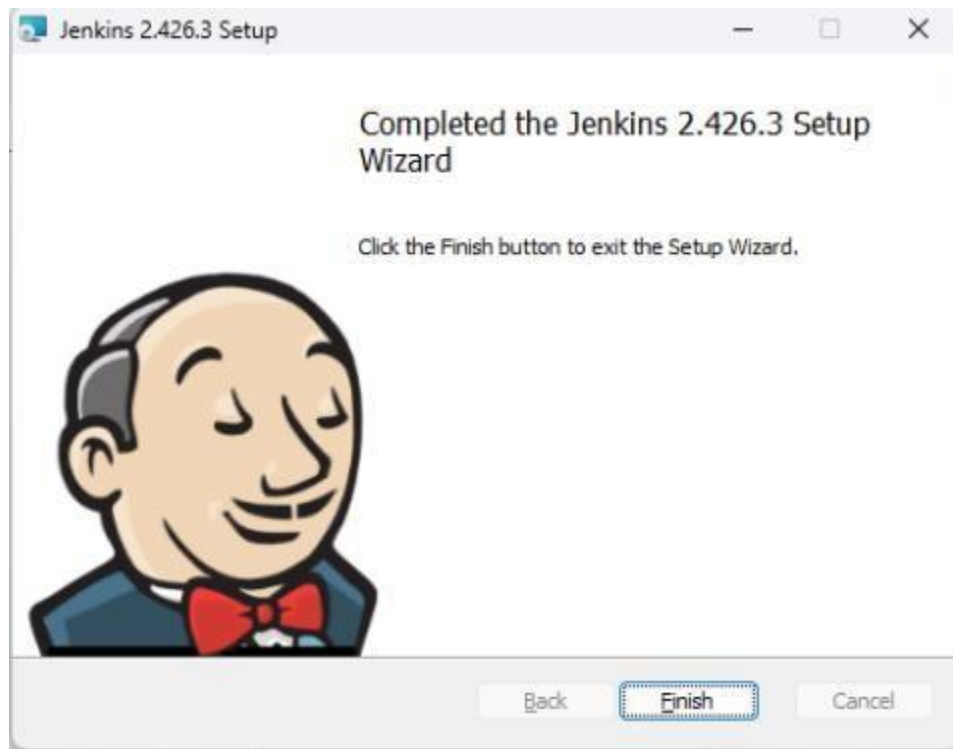 Jenkins 2.426.3 Setup
Completed the Jenkins 2.426.3 Setup
Wizard
Click the Finish button to exit the Setup Wizard.
Back
Finish
Cancel